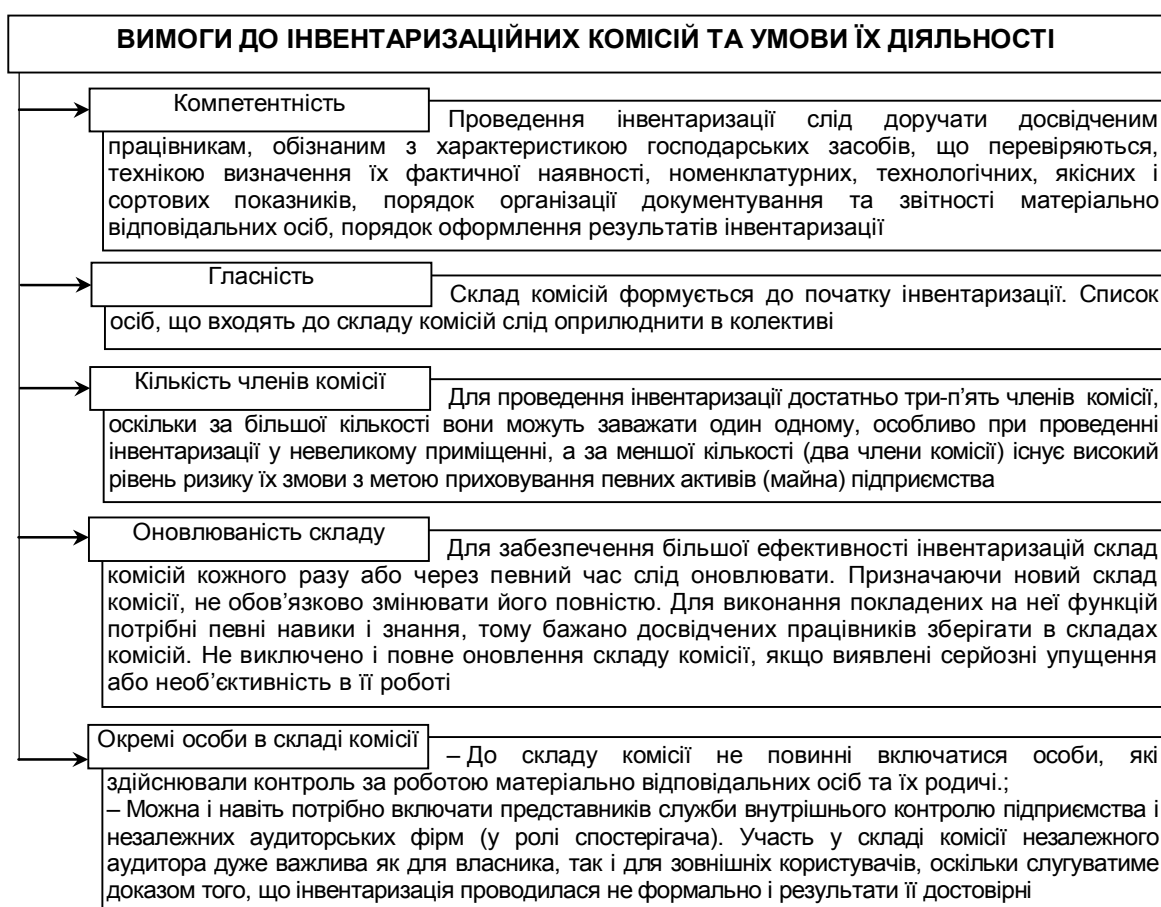 ВИМОГИ ДО ІНВЕНТАРИЗАЦІЙНИХ КОМІСІЙ ТА УМОВИ ЇХ ДІЯЛЬНОСТІ
Компетентність
Проведення інвентаризації слід доручати досвідченим
працівникам, обізнаним з характеристикою господарських засобів, що перевіряються,
технікою визначення їх фактичної наявності, номенклатурних, технологічних, якісних і
сортових показників, порядок організації документування та звітності матеріально
відповідальних осіб, порядок оформлення результатів інвентаризації
Гласність
Склад комісій формується до початку інвентаризації. Список
осіб, що входять до складу комісій слід оприлюднити в колективі
Кількість членів комісії
Для проведення інвентаризації достатньо три-п’ять членів комісії,
оскільки за більшої кількості вони можуть заважати один одному, особливо при проведенні
інвентаризації у невеликому приміщенні, а за меншої кількості (два члени комісії) існує високий
рівень ризику їх змови з метою приховування певних активів (майна) підприємства
Оновлюваність складу
Для забезпечення більшої ефективності інвентаризацій склад
комісій кожного разу або через певний час слід оновлювати. Призначаючи новий склад
комісії, не обов’язково змінювати його повністю. Для виконання покладених на неї функцій
потрібні певні навики і знання, тому бажано досвідчених працівників зберігати в складах
комісій. Не виключено і повне оновлення складу комісії, якщо виявлені серйозні упущення
або необ’єктивність в її роботі
Окремі особи в складі комісії
– До складу комісії не повинні включатися особи, які
здійснювали контроль за роботою матеріально відповідальних осіб та їх родичі.;
– Можна і навіть потрібно включати представників служби внутрішнього контролю підприємства і
незалежних аудиторських фірм (у ролі спостерігача). Участь у складі комісії незалежного
аудитора дуже важлива як для власника, так і для зовнішніх користувачів, оскільки слугуватиме
доказом того, що інвентаризація проводилася не формально і результати її достовірні